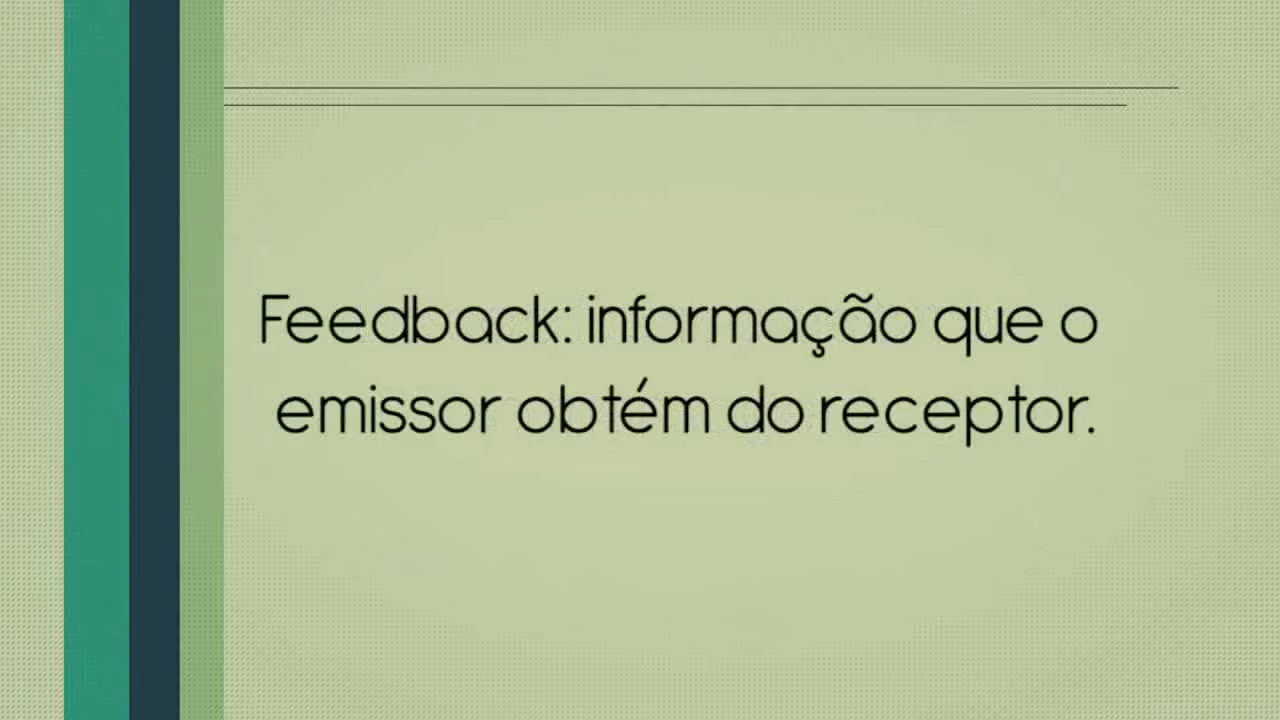 Feedback: informação que o
emissor obtém do receptor.